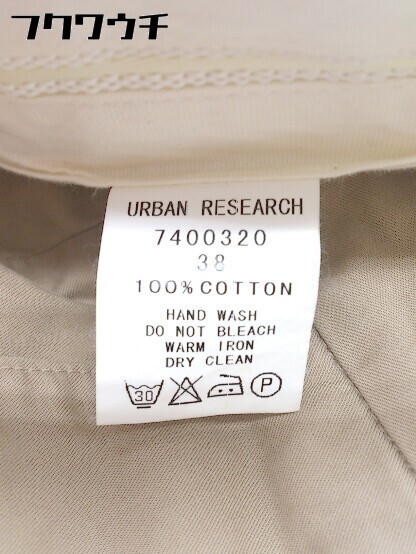 フクワウチ
URBAN RESEARCH
7400320
38
100% COTTON
HAND WASH
DO NOT BLEACH
WARM IRON
DRY CLEAN
30 P